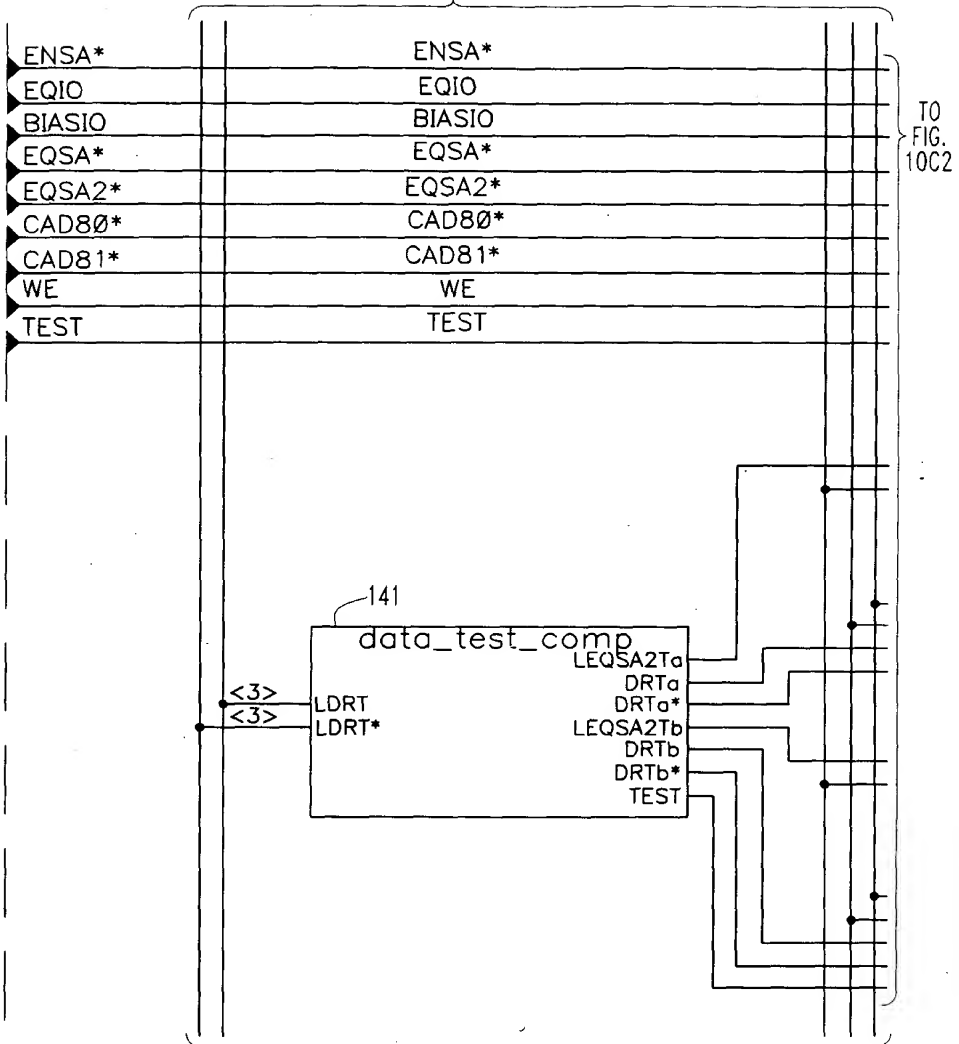 ENSA* ENSA*
EQIO EQIO
BIASIO BIASIO
EQSA* EQSA*
EQSA2* EQSA2*
CAD8Ø* CAD8Ø*
CAD81* CAD81*
WE WE
TEST TEST
TO
FIG.
10C2
141
data_test_comp
LEQSA2Ta
DRTa
<3> LDRT DRTa*
<3> LDRT* LEQSA2Tb
DRTb
DRTb*
TEST